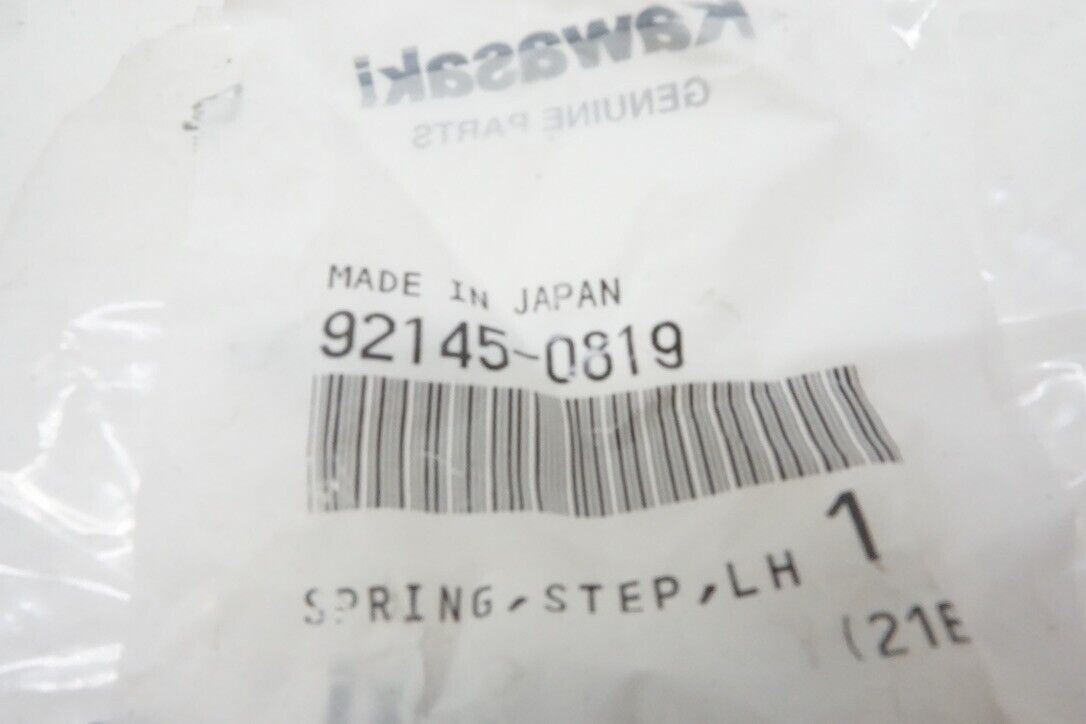 Kawasaki
GENUINE PARTS
MADE IN JAPAN
92145-0819
1
SPRING,STEP,LH
(21E